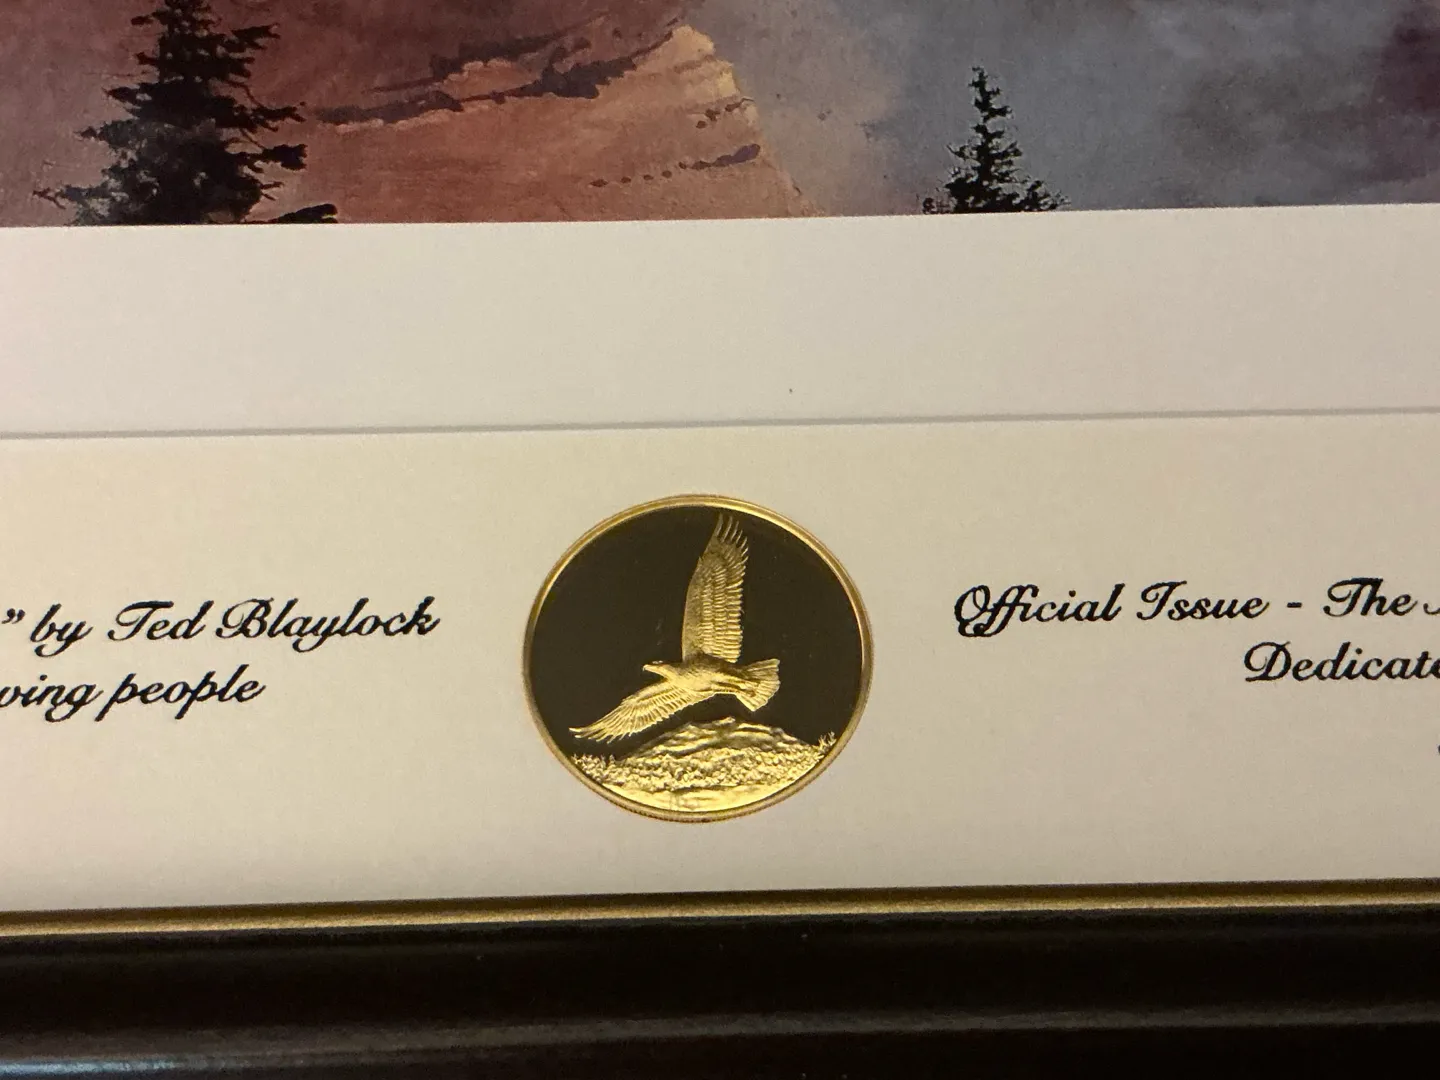 ” by Ted Blaylock
ving people
Official Issue - The
Dedicate